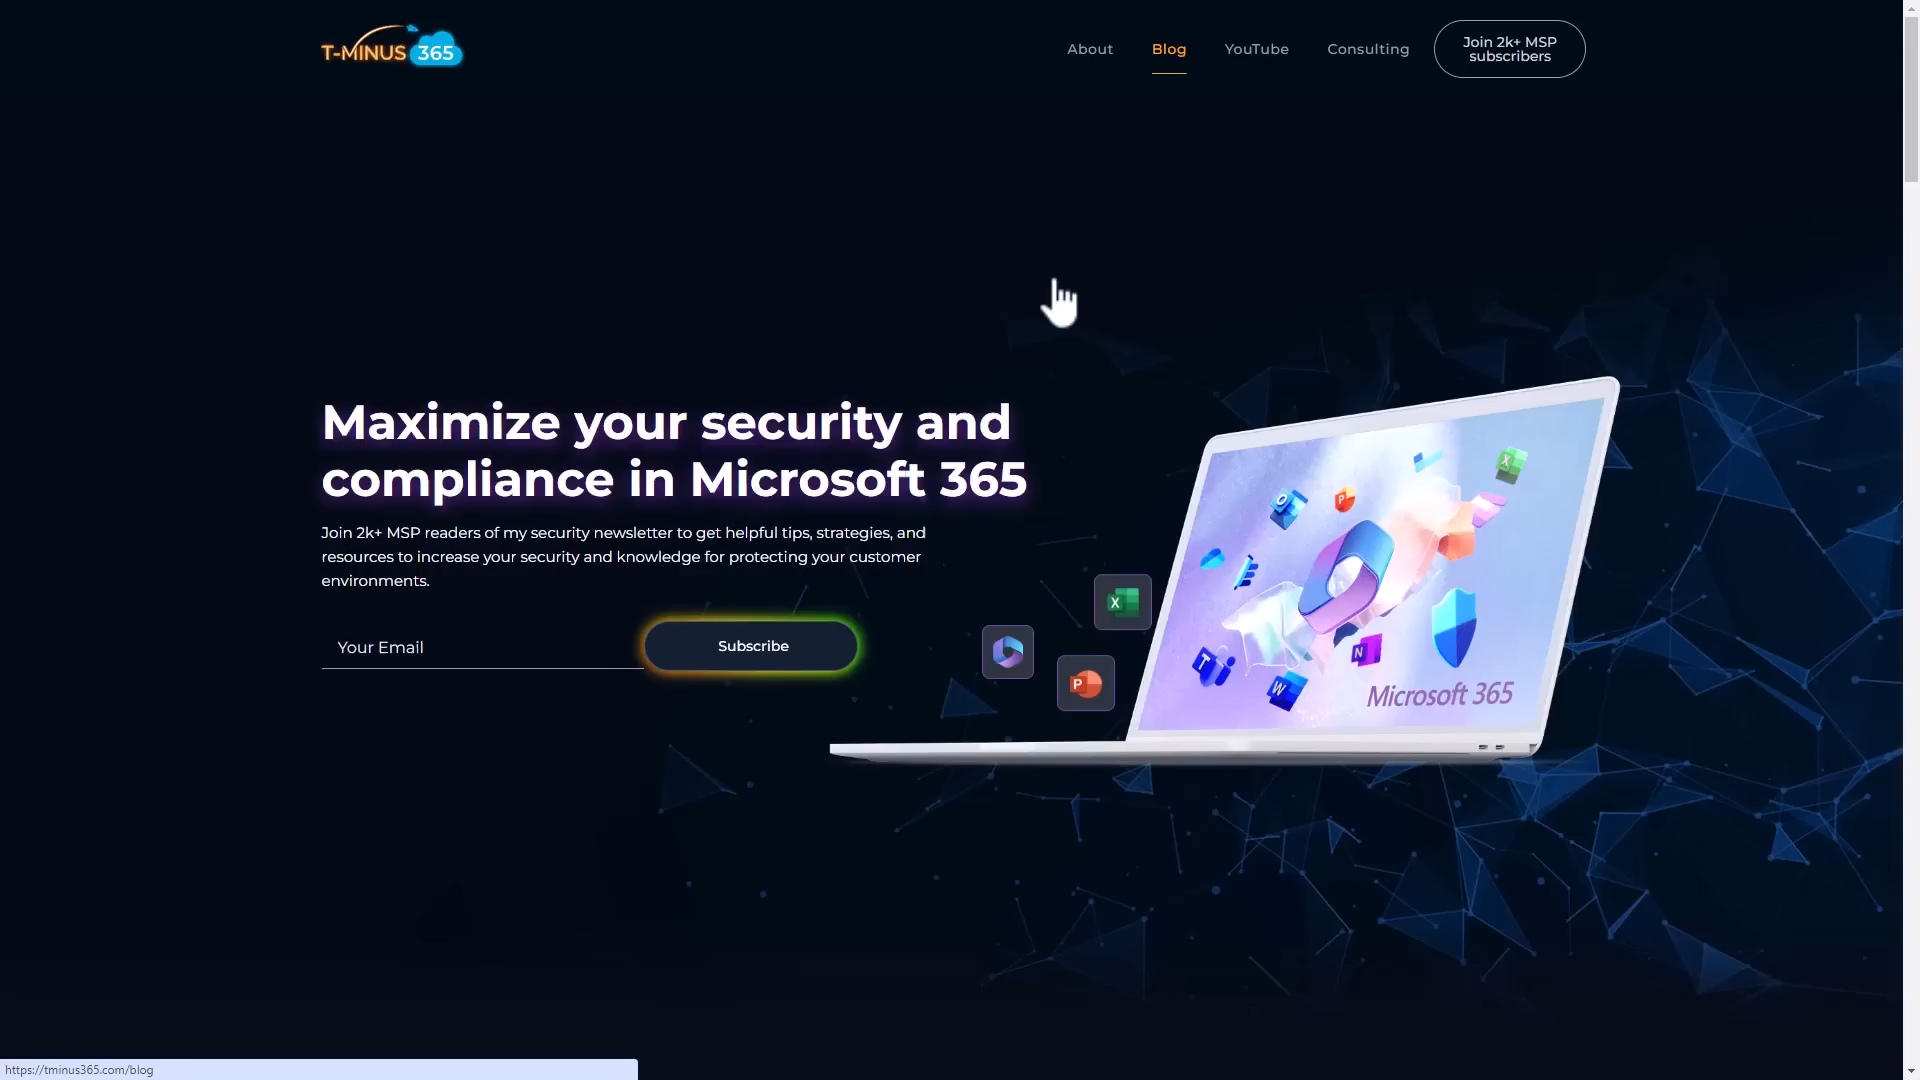 T-MINUS 365
About
Blog
YouTube
Consulting
Join 2k+ MSP
subscribers
Maximize your security and
compliance in Microsoft 365
Join 2k+ MSP readers of my security newsletter to get helpful tips, strategies, and
resources to increase your security and knowledge for protecting your customer
environments.
Your Email
Subscribe
Microsoft 365
https://tminus365.com/blog